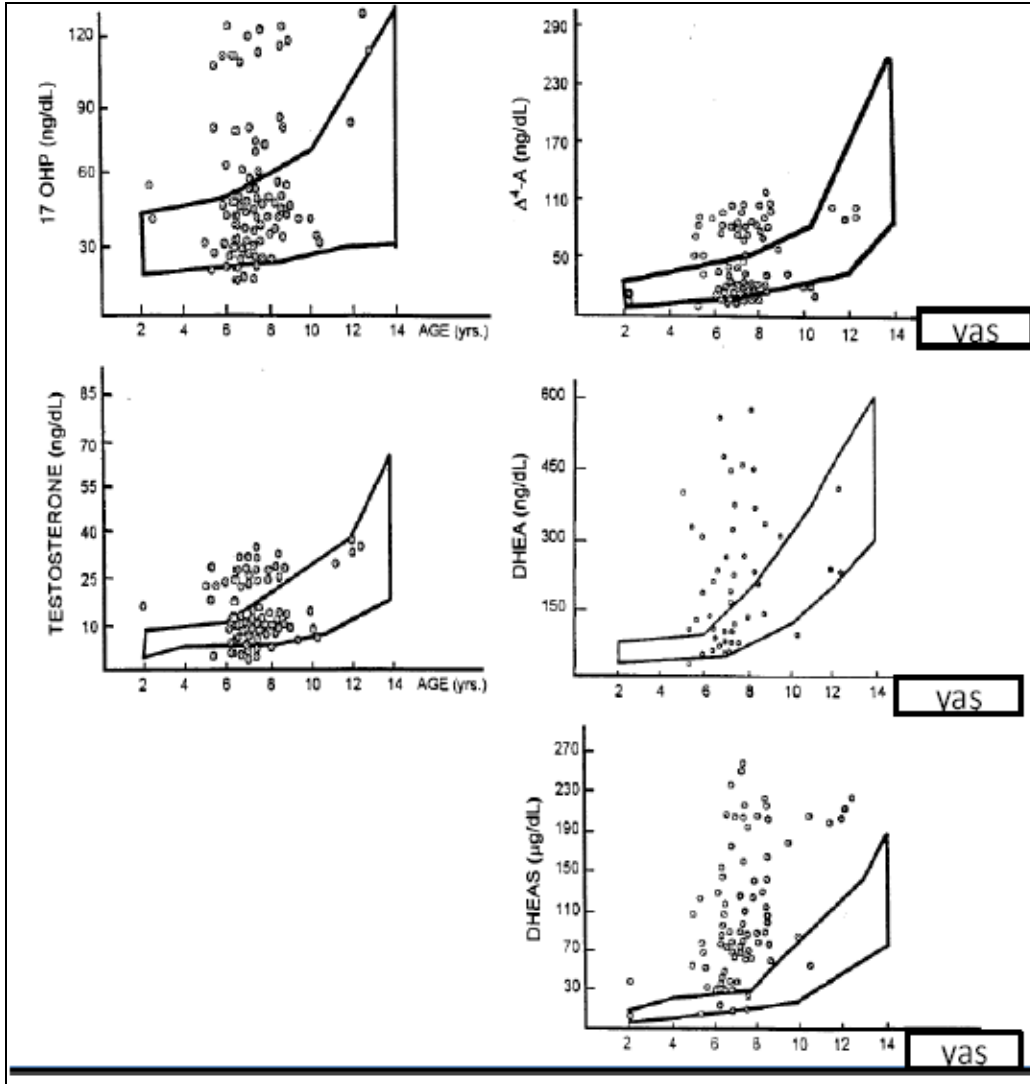 17 OHP (ng/dL)
120
90
60
30
2 4 6 8 10 12 14 AGE (yrs.)
Δ⁴-A (ng/dL)
290
230
170
110
50
2 4 6 8 10 12 14
yaş
TESTOSTERONE (ng/dL)
85
70
55
40
25
10
2 4 6 8 10 12 14 AGE (yrs.)
DHEA (ng/dL)
600
450
300
150
2 4 6 8 10 12 14
yaş
DHEAS (µg/dL)
270
230
190
150
110
70
30
2 4 6 8 10 12 14
yaş